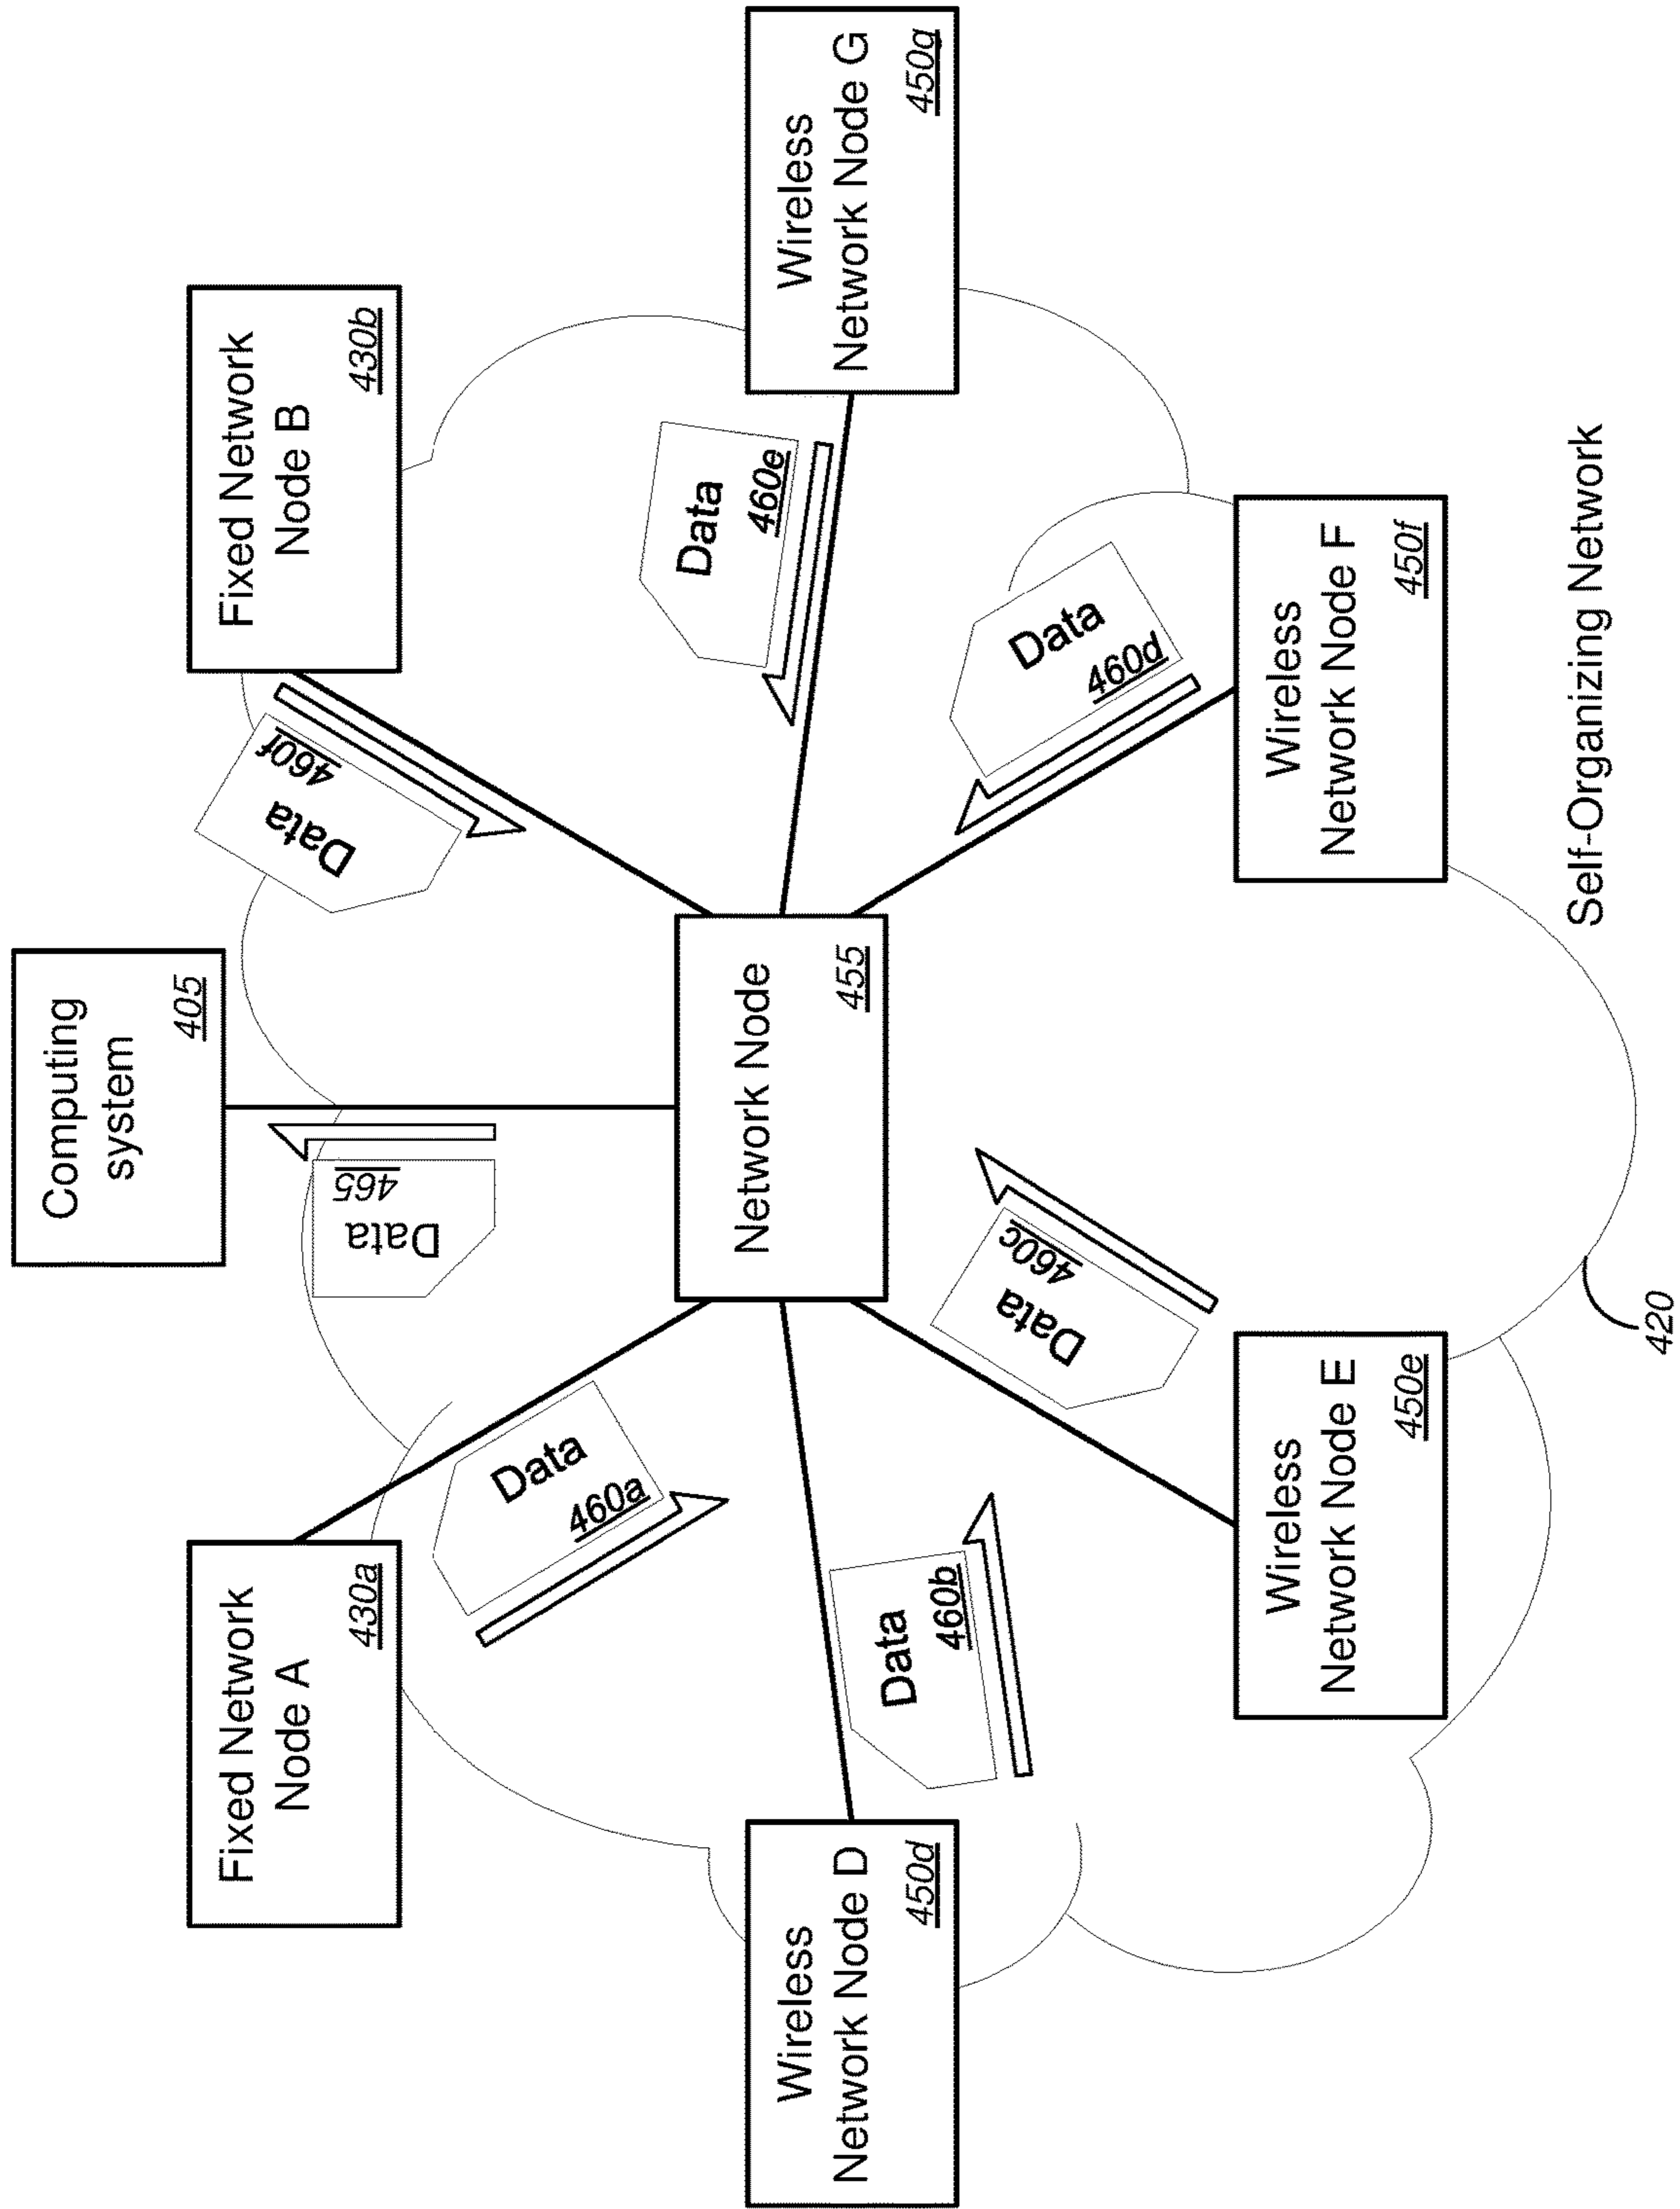 Computing
system
405
Fixed Network
Node A
430a
Data
460a
Data
465
Data
460f
Fixed Network
Node B
430b
Wireless
Network Node D
450d
Data
460b
Network Node
455
Data
460e
Wireless
Network Node G
450g
Wireless
Network Node E
450e
Data
460c
Data
460d
Wireless
Network Node F
450f
420
Self-Organizing Network